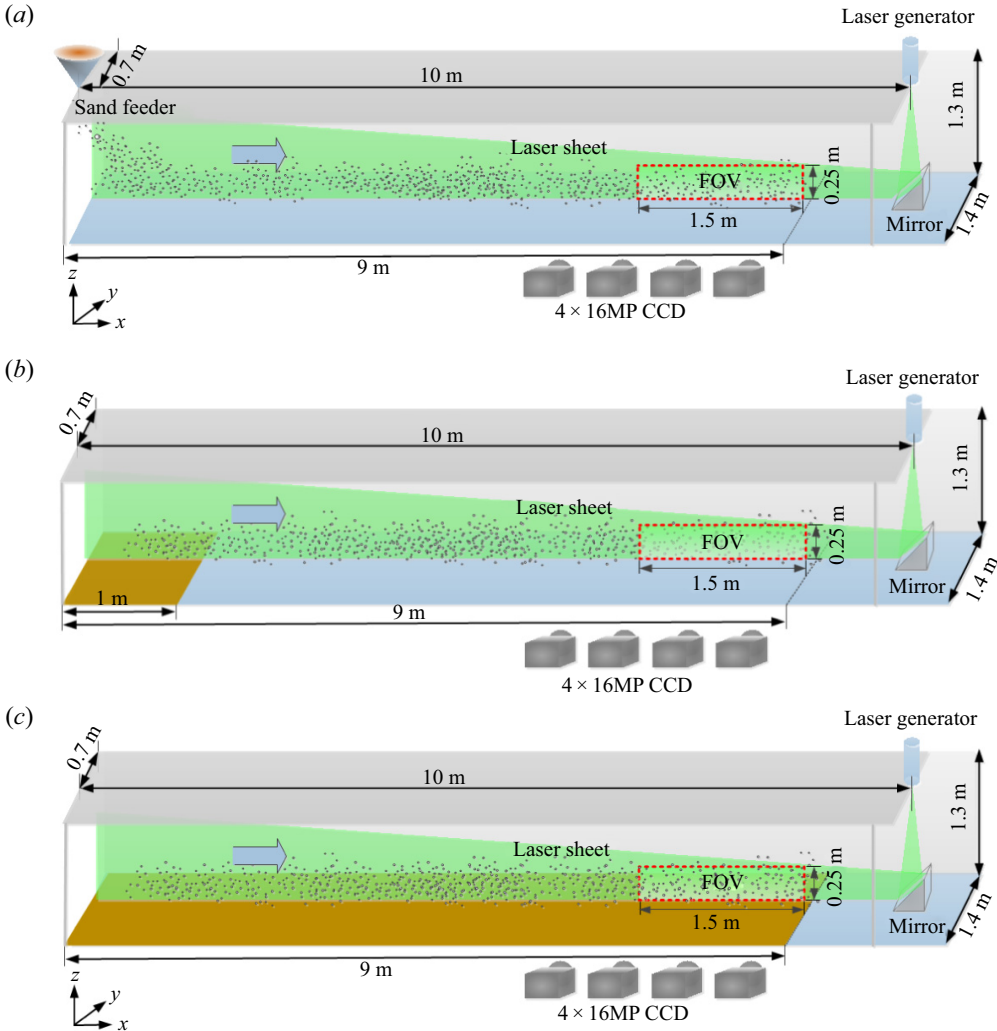 (a)
Laser generator
0.7 m
10 m
Sand feeder
1.3 m
Laser sheet
FOV
0.25 m
1.5 m
Mirror
1.4 m
9 m
z
y
x
4 × 16MP CCD
(b)
Laser generator
0.7 m
10 m
1.3 m
Laser sheet
FOV
0.25 m
1.5 m
Mirror
1.4 m
1 m
9 m
4 × 16MP CCD
(c)
Laser generator
0.7 m
10 m
1.3 m
Laser sheet
FOV
0.25 m
1.5 m
Mirror
1.4 m
9 m
z
y
x
4 × 16MP CCD